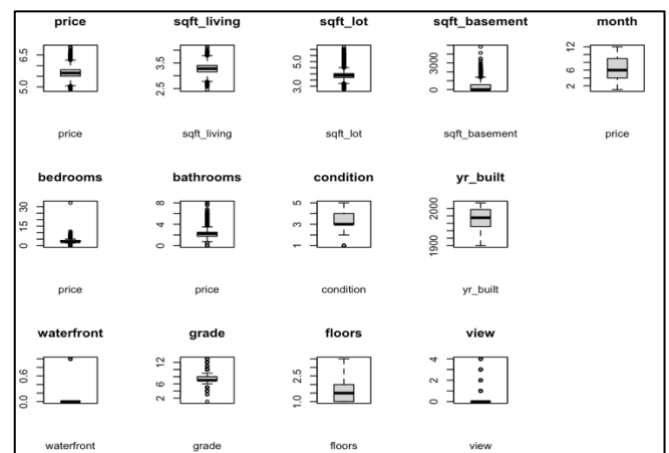 price sqft_living sqft_lot sqft_basement month
6.5 5.0 3.5 2.5 6.0 3.0 3000 0 12 6 2
price sqft_living sqft_lot sqft_basement price
bedrooms bathrooms condition yr_built
30 15 0 8 4 0 5 3 1 2000 1900
price price condition yr_built
waterfront grade floors view
0.6 0.0 12 6 2 2.5 1.0 4 2 0
waterfront grade floors view